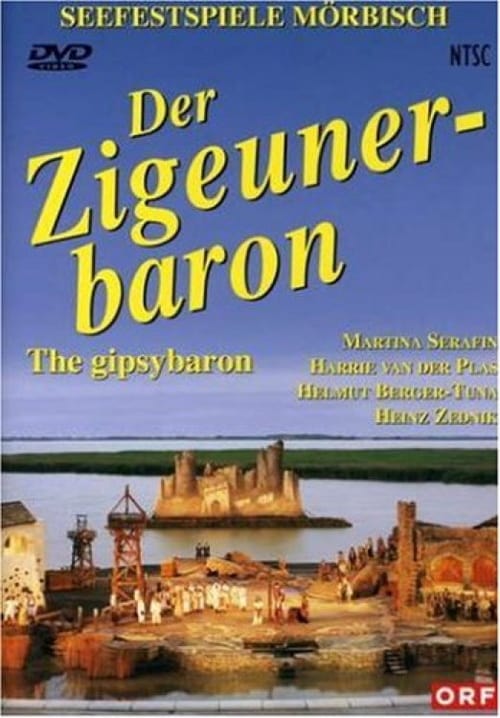 SEEFESTSPIELE MÖRBISCH
DVD
VIDEO
NTSC
Der
Zigeuner-
baron
The gipsybaron
MARTINA SERAFIN
HARRIE VAN DER PLAS
HELMUT BERGER-TUNA
HEINZ ZEDNIK
ORF